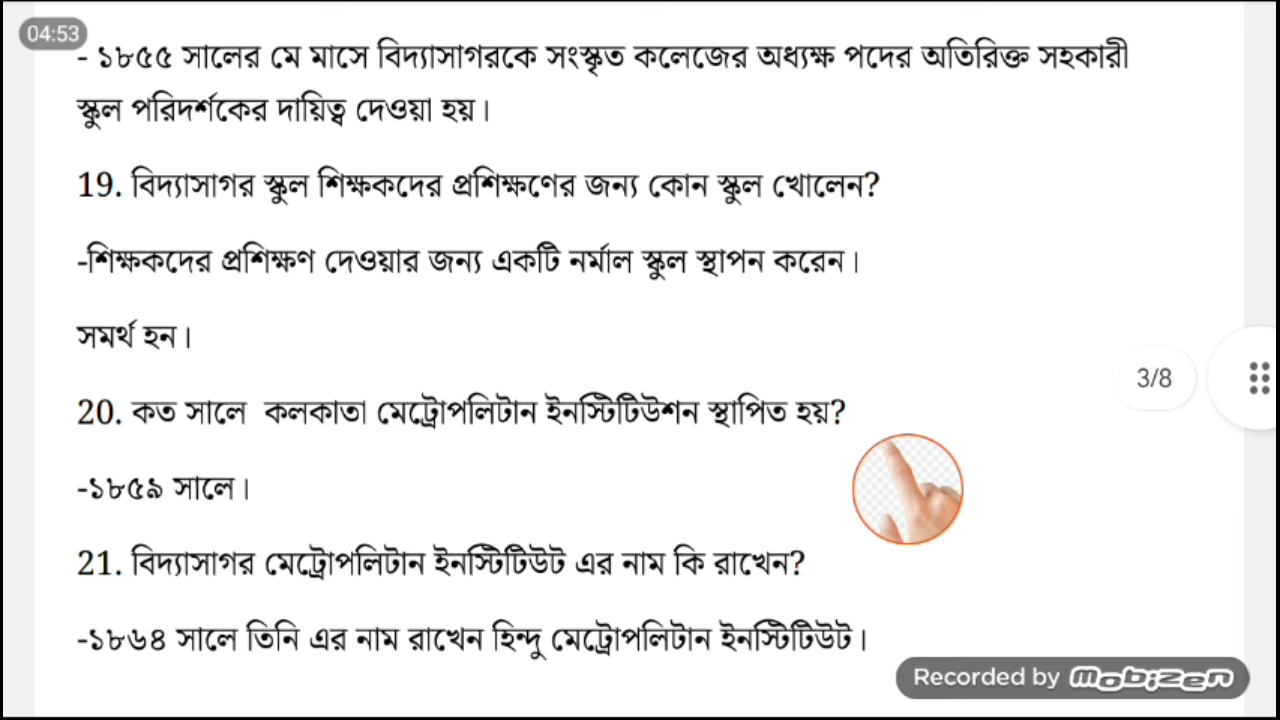 04:53
- ১৮৫৫ সালের মে মাসে বিদ্যাসাগরকে সংস্কৃত কলেজের অধ্যক্ষ পদের অতিরিক্ত সহকারী
স্কুল পরিদর্শকের দায়িত্ব দেওয়া হয়।
19. বিদ্যাসাগর স্কুল শিক্ষকদের প্রশিক্ষণের জন্য কোন স্কুল খোলেন?
-শিক্ষকদের প্রশিক্ষণ দেওয়ার জন্য একটি নর্মাল স্কুল স্থাপন করেন।
সমর্থ হন।
3/8
20. কত সালে কলকাতা মেট্রোপলিটান ইনস্টিটিউশন স্থাপিত হয়?
-১৮৫৯ সালে।
21. বিদ্যাসাগর মেট্রোপলিটান ইনস্টিটিউট এর নাম কি রাখেন?
-১৮৬৪ সালে তিনি এর নাম রাখেন হিন্দু মেট্রোপলিটান ইনস্টিটিউট।
Recorded by Mobizen